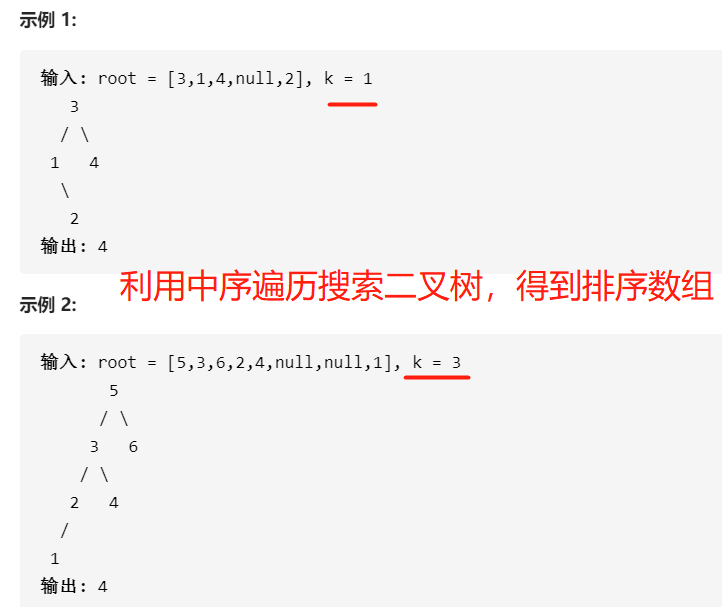 示例 1:
输入: root = [3,1,4,null,2], k = 1
3
/ \
1 4
\
2
输出: 4
利用中序遍历搜索二叉树，得到排序数组
示例 2:
输入: root = [5,3,6,2,4,null,null,1], k = 3
5
/ \
3 6
/ \
2 4
/
1
输出: 4